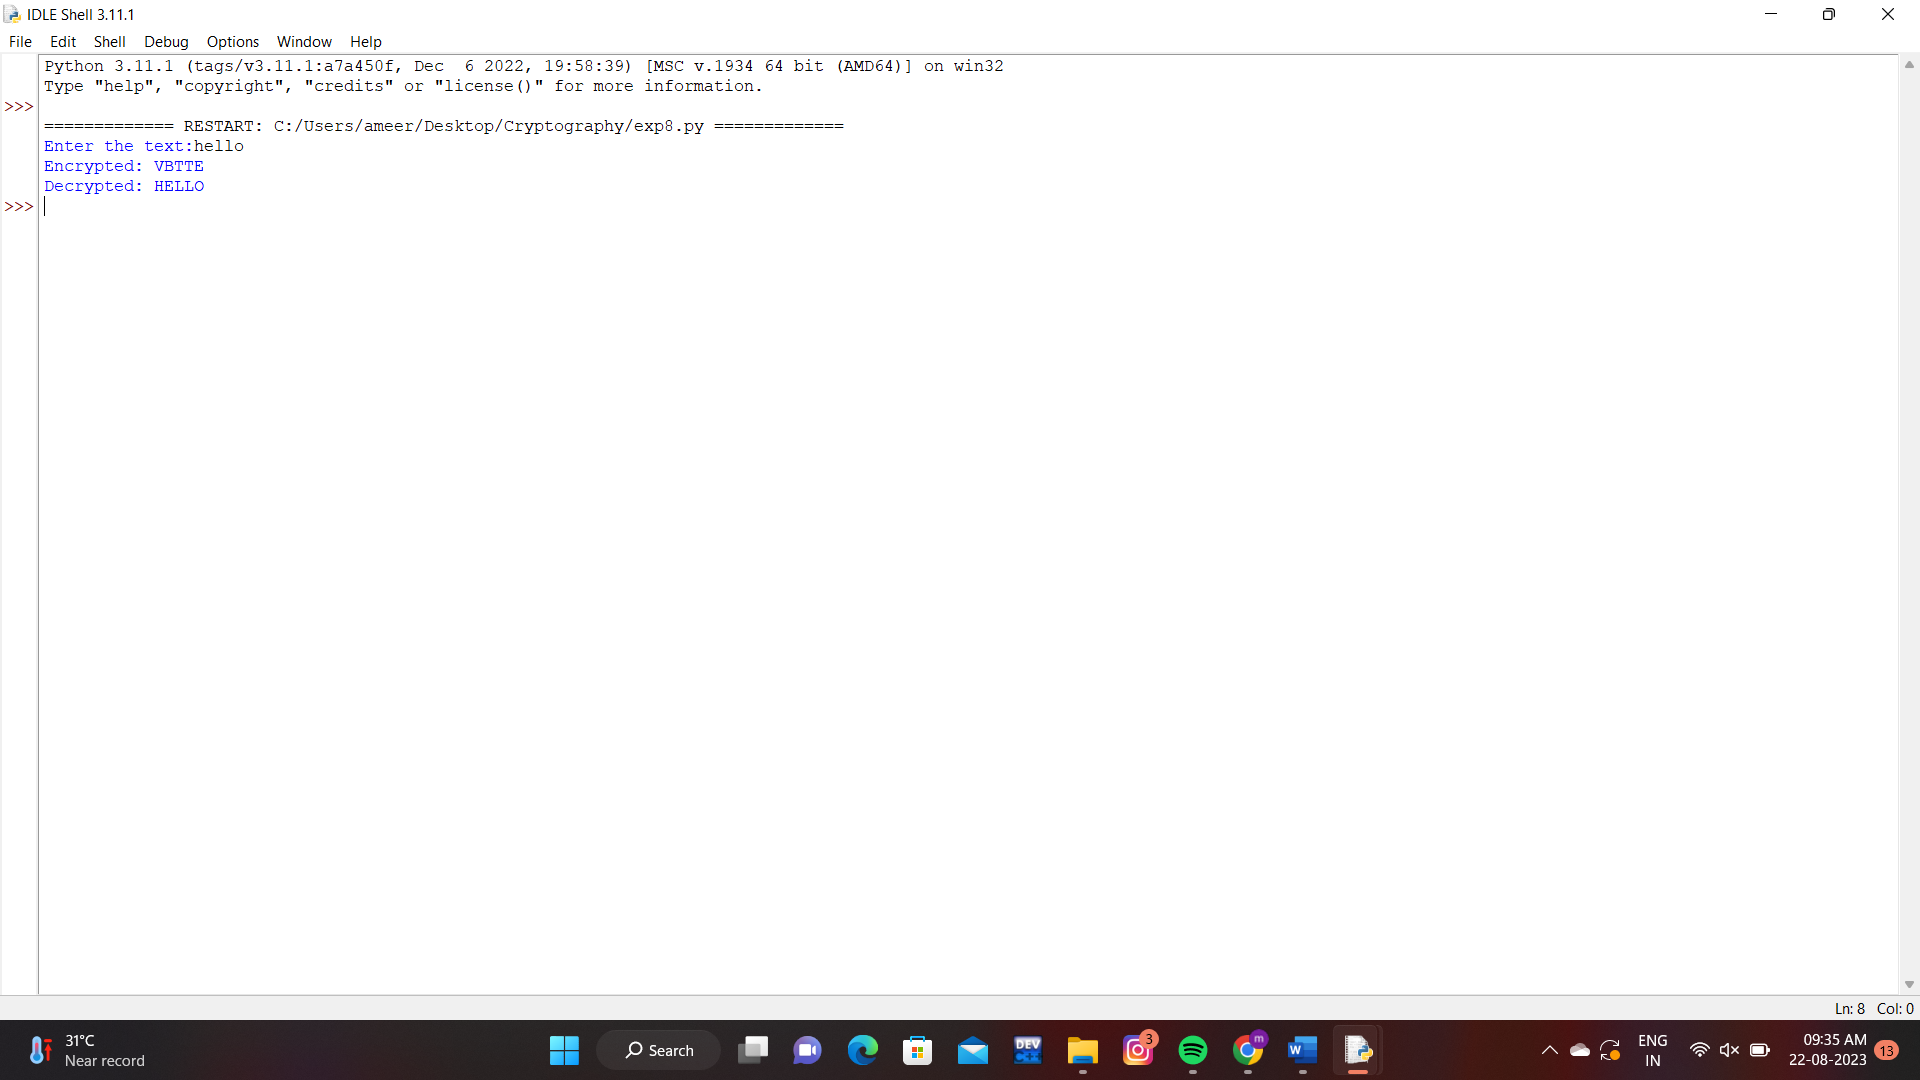 IDLE Shell 3.11.1
File Edit Shell Debug Options Window Help
Python 3.11.1 (tags/v3.11.1:a7a450f, Dec  6 2022, 19:58:39) [MSC v.1934 64 bit (AMD64)] on win32
Type "help", "copyright", "credits" or "license()" for more information.
>>>
============= RESTART: C:/Users/ameer/Desktop/Cryptography/exp8.py =============
Enter the text:hello
Encrypted: VBTTE
Decrypted: HELLO
>>>
Ln: 8 Col: 0
31°C
Near record
Search
DEV
C++
3
m
W
ENG
IN
09:35 AM
22-08-2023
13